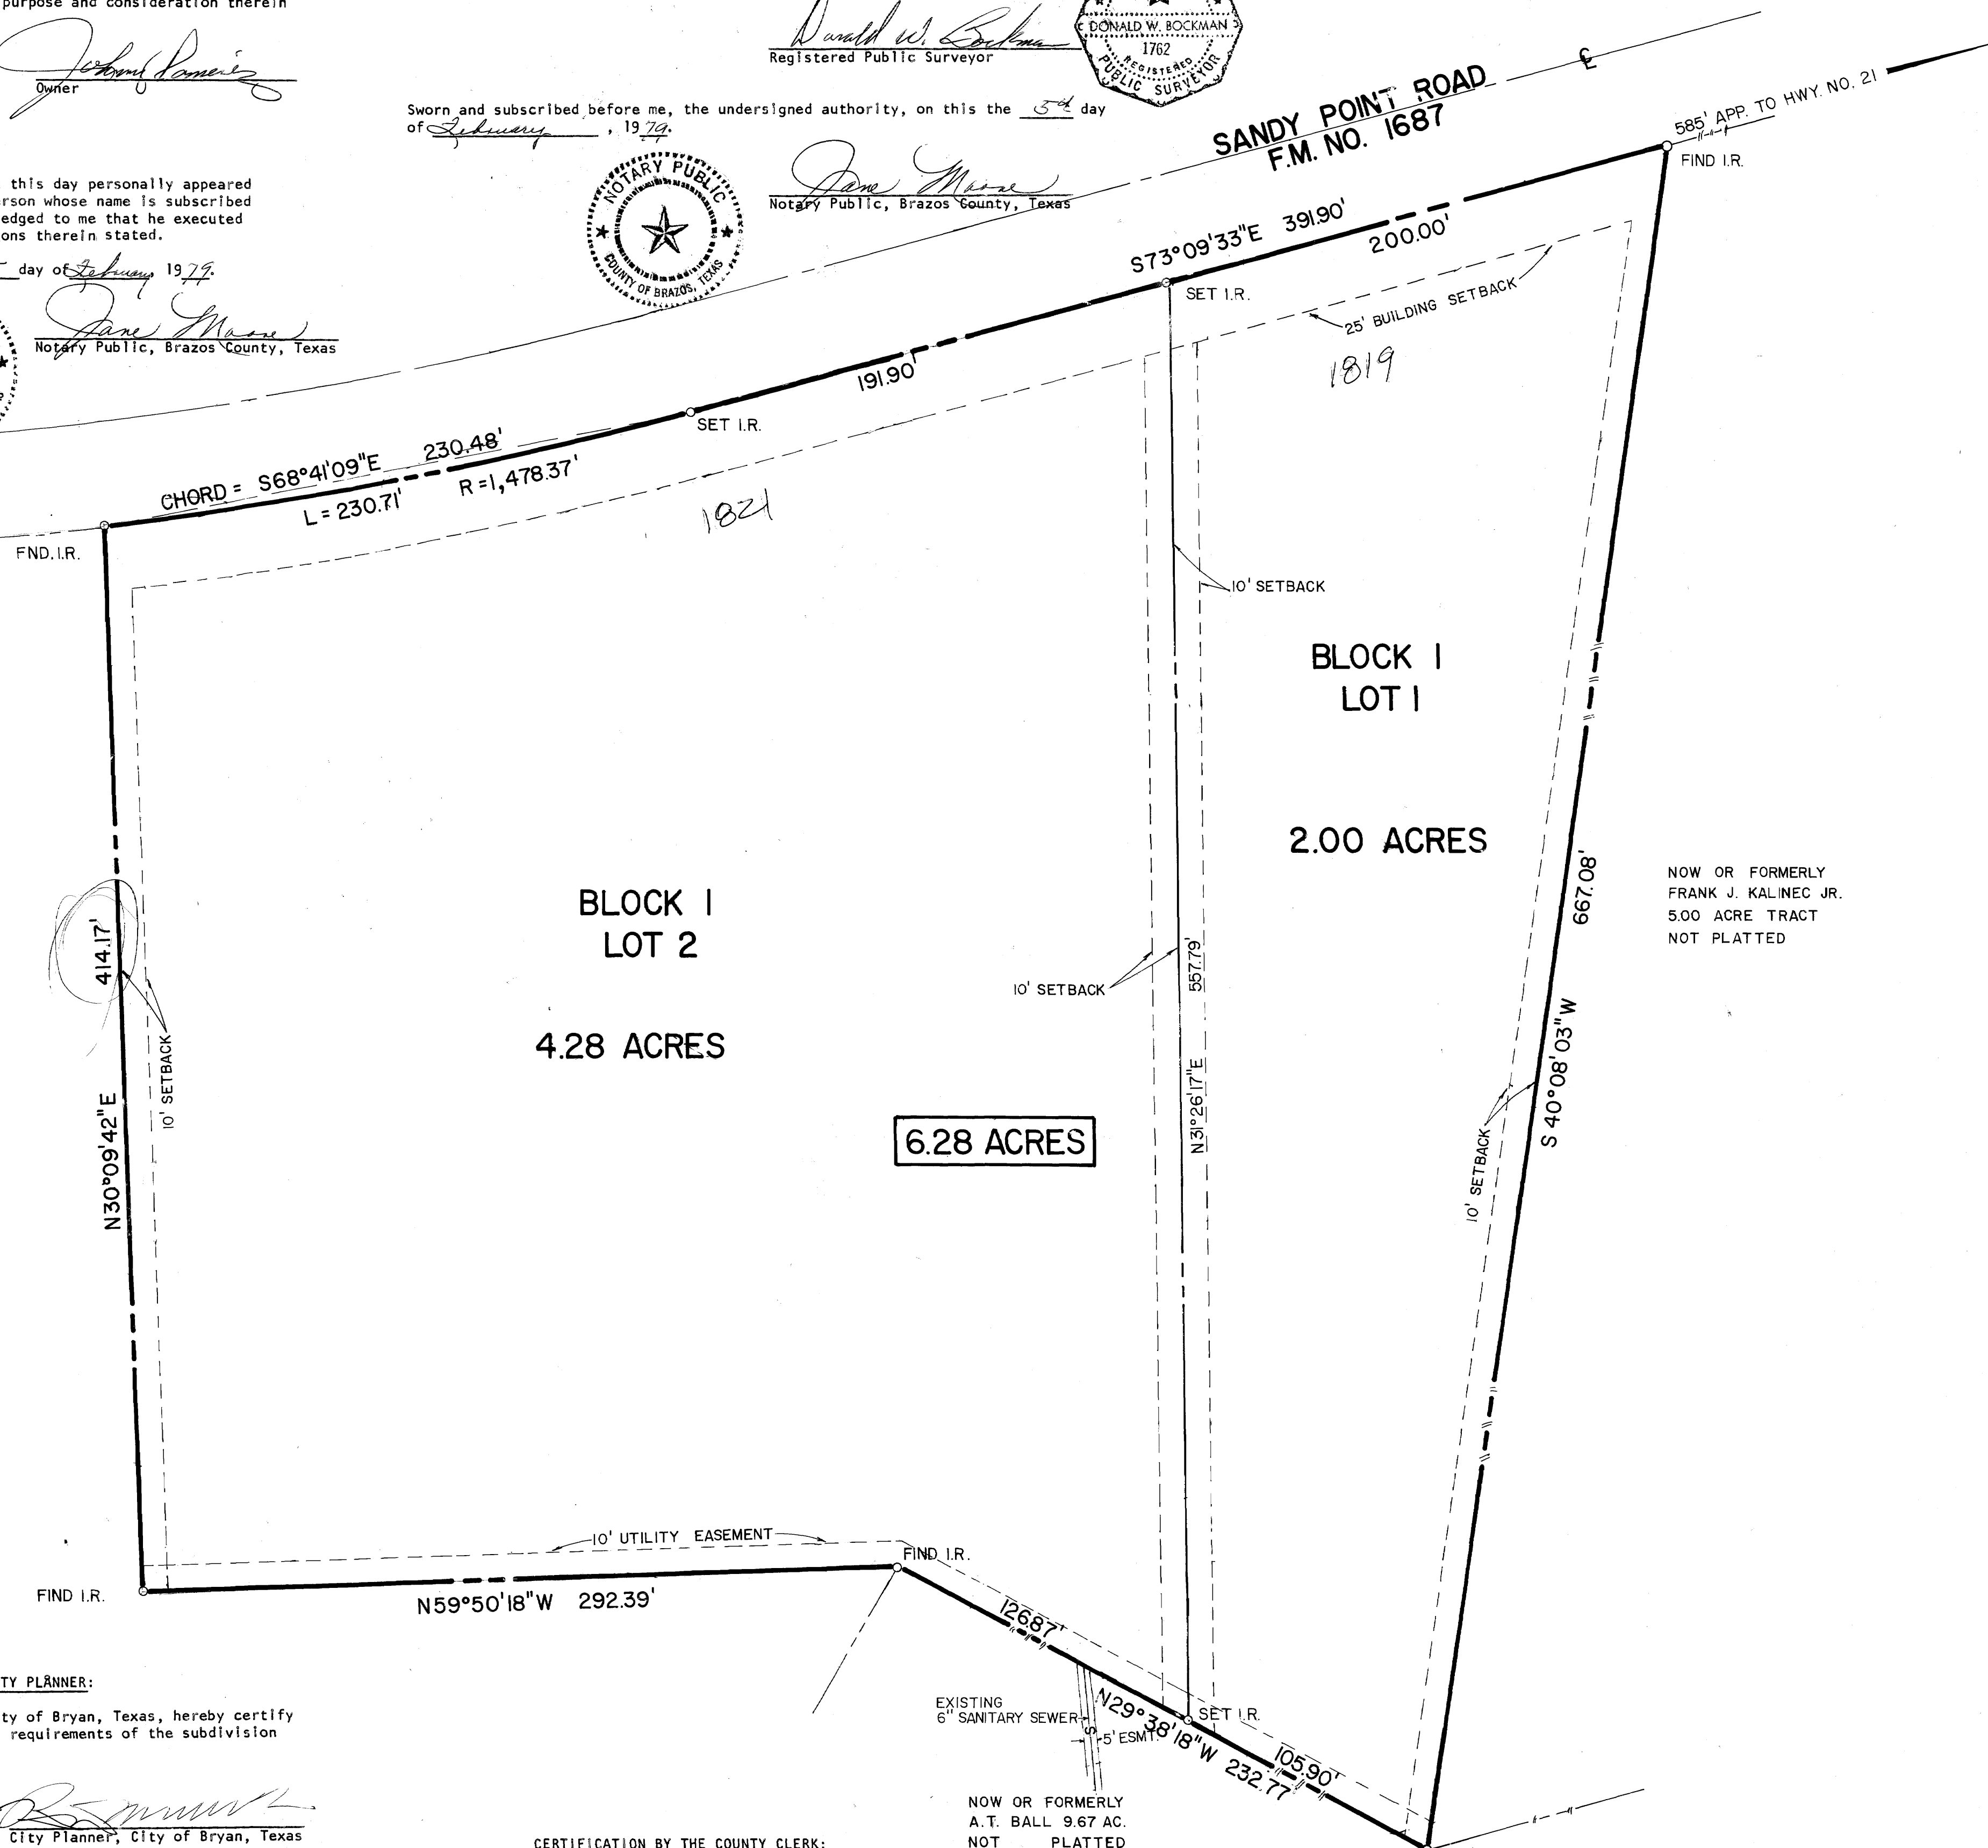 purpose and consideration therein
Owner
Registered Public Surveyor
DONALD W. BOCKMAN
1762
REGISTERED
PUBLIC SURVEYOR
Sworn and subscribed before me, the undersigned authority, on this the 5th day
of February, 1979.
NOTARY PUBLIC
COUNTY OF BRAZOS, TEXAS
Jane Moore
Notary Public, Brazos County, Texas
this day personally appeared
rson whose name is subscribed
edged to me that he executed
ons therein stated.
day of February 1979.
Jane Moore
Notary Public, Brazos County, Texas
SANDY POINT ROAD
F.M. NO. 1687
585' APP. TO HWY. NO. 21
FIND I.R.
S73°09'33"E 391.90'
200.00'
SET I.R.
25' BUILDING SETBACK
1819
191.90'
SET I.R.
CHORD = S68°41'09"E 230.48'
L = 230.71' R = 1,478.37'
1821
FND. I.R.
10' SETBACK
BLOCK 1
LOT 1
2.00 ACRES
667.08'
S 40°08'03"W
10' SETBACK
NOW OR FORMERLY
FRANK J. KALINEC JR.
5.00 ACRE TRACT
NOT PLATTED
BLOCK 1
LOT 2
4.28 ACRES
6.28 ACRES
414.17'
N30°09'42"E
10' SETBACK
10' SETBACK
557.79'
N31°26'17"E
10' UTILITY EASEMENT
FIND I.R.
FIND I.R.
N59°50'18"W 292.39'
126.87'
N29°38'18"W 232.77'
SET I.R.
105.90'
EXISTING
6" SANITARY SEWER
S
5' ESMT.
NOW OR FORMERLY
A.T. BALL 9.67 AC.
NOT PLATTED
TY PLANNER:
ty of Bryan, Texas, hereby certify
requirements of the subdivision
City Planner, City of Bryan, Texas
CERTIFICATION BY THE COUNTY CLERK: